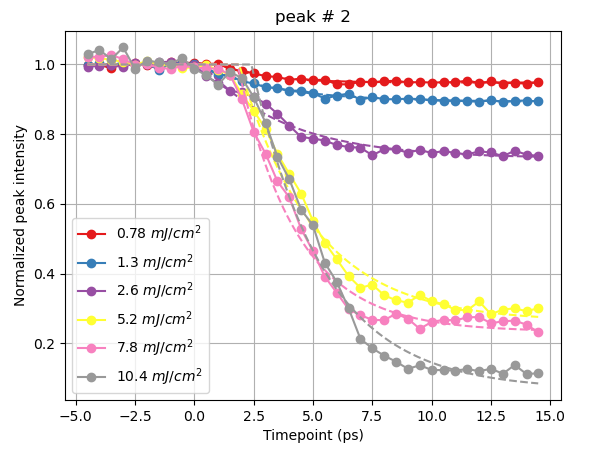 peak # 2
Normalized peak intensity
1.0
0.8
0.6
0.4
0.2
0.78 mJ/cm²
1.3 mJ/cm²
2.6 mJ/cm²
5.2 mJ/cm²
7.8 mJ/cm²
10.4 mJ/cm²
−5.0 −2.5 0.0 2.5 5.0 7.5 10.0 12.5 15.0
Timepoint (ps)